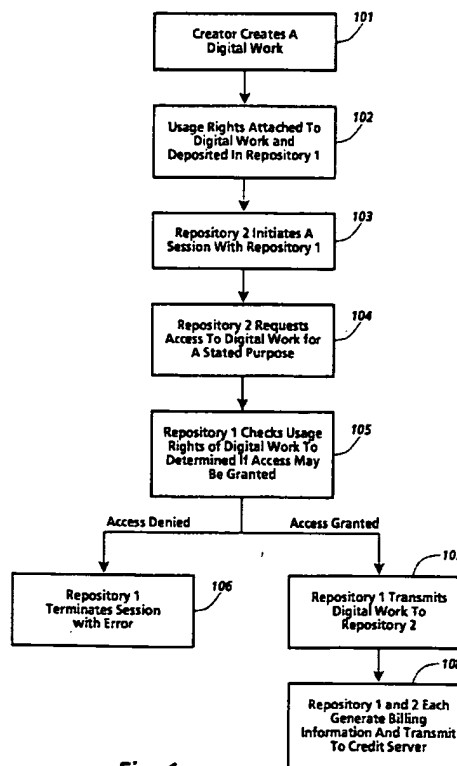 101
Creator Creates A
Digital Work
102
Usage Rights Attached To
Digital Work and
Deposited In Repository 1
103
Repository 2 Initiates A
Session With Repository 1
104
Repository 2 Requests
Access To Digital Work for
A Stated Purpose
105
Repository 1 Checks Usage
Rights of Digital Work To
Determined If Access May
Be Granted
Access Denied
Access Granted
106
Repository 1
Terminates Session
with Error
Repository 1 Transmits
Digital Work To
Repository 2
Repository 1 and 2 Each
Generate Billing
Information And Transmit
To Credit Server